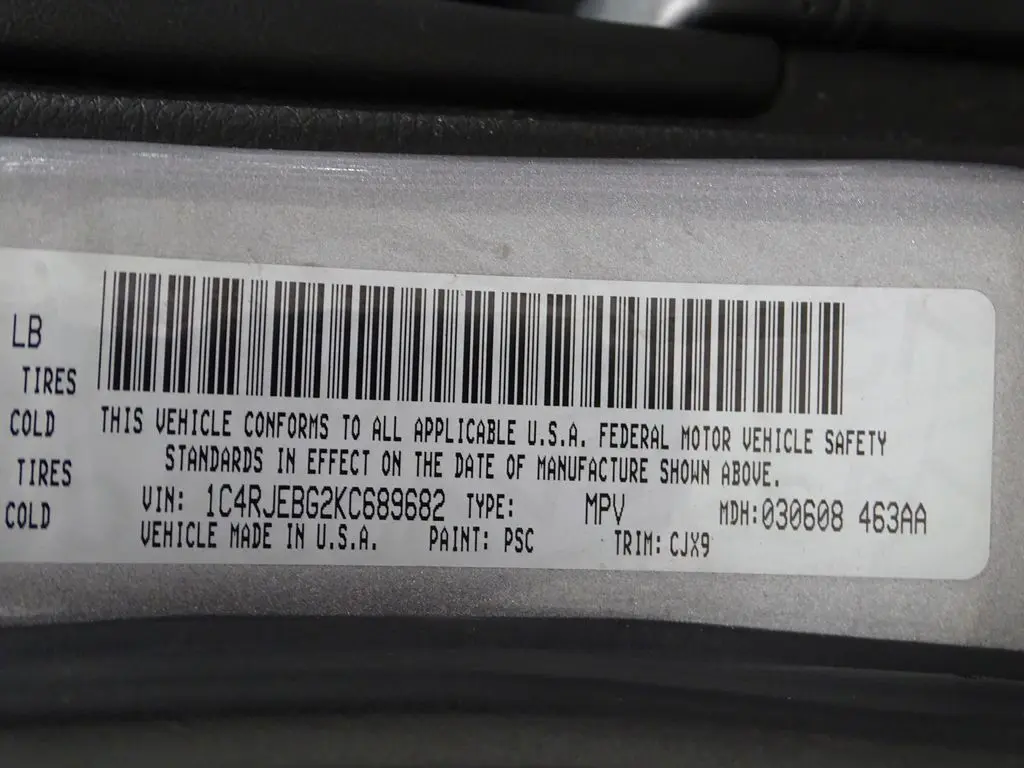 LB
TIRES
COLD
TIRES
COLD
THIS VEHICLE CONFORMS TO ALL APPLICABLE U.S.A. FEDERAL MOTOR VEHICLE SAFETY
STANDARDS IN EFFECT ON THE DATE OF MANUFACTURE SHOWN ABOVE.
VIN: 1C4RJEBG2KC689682 TYPE: MPV MDH:030608 463AA
VEHICLE MADE IN U.S.A. PAINT: PSC TRIM: CJX9